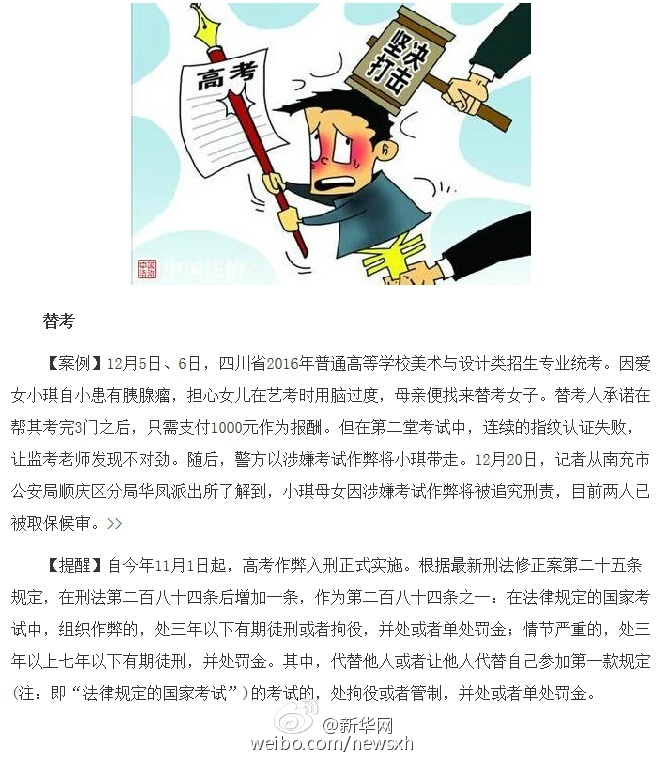 高考
坚决
打击
中国
法治
中国法治
替考
【案例】12月5日、6日，四川省2016年普通高等学校美术与设计类招生专业统考。因爱
女小琪自小患有胰腺瘤，担心女儿在艺考时用脑过度，母亲便找来替考女子。替考人承诺在
帮其考完3门之后，只需支付1000元作为报酬。但在第二堂考试中，连续的指纹认证失败，
让监考老师发现不对劲。随后，警方以涉嫌考试作弊将小琪带走。12月20日，记者从南充市
公安局顺庆区分局华凤派出所了解到，小琪母女因涉嫌考试作弊将被追究刑责，目前两人已
被取保候审。>>
【提醒】自今年11月1日起，高考作弊入刑正式实施。根据最新刑法修正案第二十五条
规定，在刑法第二百八十四条后增加一条，作为第二百八十四条之一：在法律规定的国家考
试中，组织作弊的，处三年以下有期徒刑或者拘役，并处或者单处罚金；情节严重的，处三
年以上七年以下有期徒刑，并处罚金。其中，代替他人或者让他人代替自己参加第一款规定
(注：即“法律规定的国家考试”)的考试的，处拘役或者管制，并处或者单处罚金。
@新华网
weibo.com/newsxh